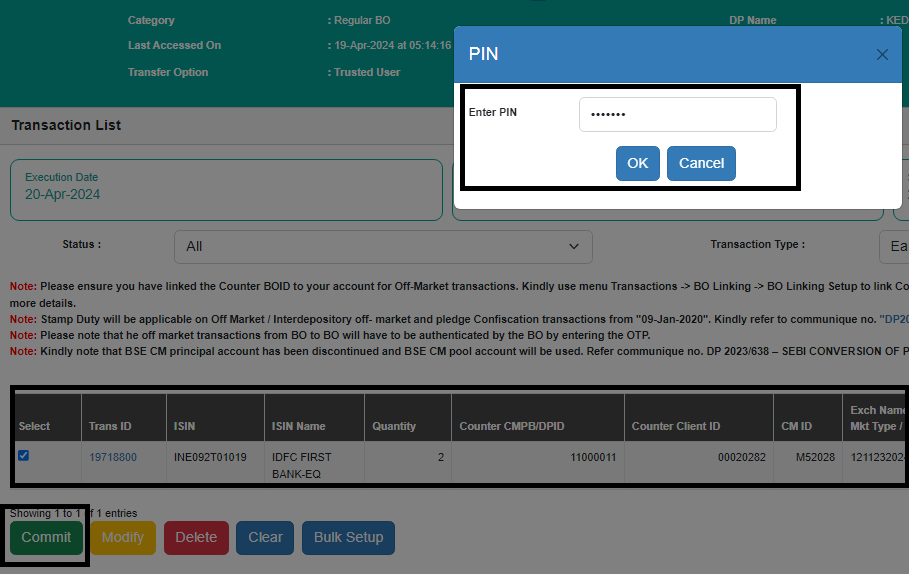 Category : Regular BO DP Name : KED
Last Accessed On : 19-Apr-2024 at 05:14:16
Transfer Option : Trusted User
PIN
Enter PIN •••••••
OK Cancel
Transaction List
Execution Date
20-Apr-2024
Status : All Transaction Type : Ea
Note: Please ensure you have linked the Counter BOID to your account for Off-Market transactions. Kindly use menu Transactions -> BO Linking -> BO Linking Setup to link Co
more details.
Note: Stamp Duty will be applicable on Off Market / Interdepository off- market and pledge Confiscation transactions from "09-Jan-2020". Kindly refer to communique no. "DP20
Note: Please note that he off market transactions from BO to BO will have to be authenticated by the BO by entering the OTP.
Note: Kindly note that BSE CM principal account has been discontinued and BSE CM pool account will be used. Refer communique no. DP 2023/638 – SEBI CONVERSION OF P
Select Trans ID ISIN ISIN Name Quantity Counter CMPB/DPID Counter Client ID CM ID Exch Name Mkt Type /
19718800 INE092T01019 IDFC FIRST BANK-EQ 2 11000011 00020282 M52028 1211232024
Showing 1 to 1 of 1 entries
Commit Modify Delete Clear Bulk Setup